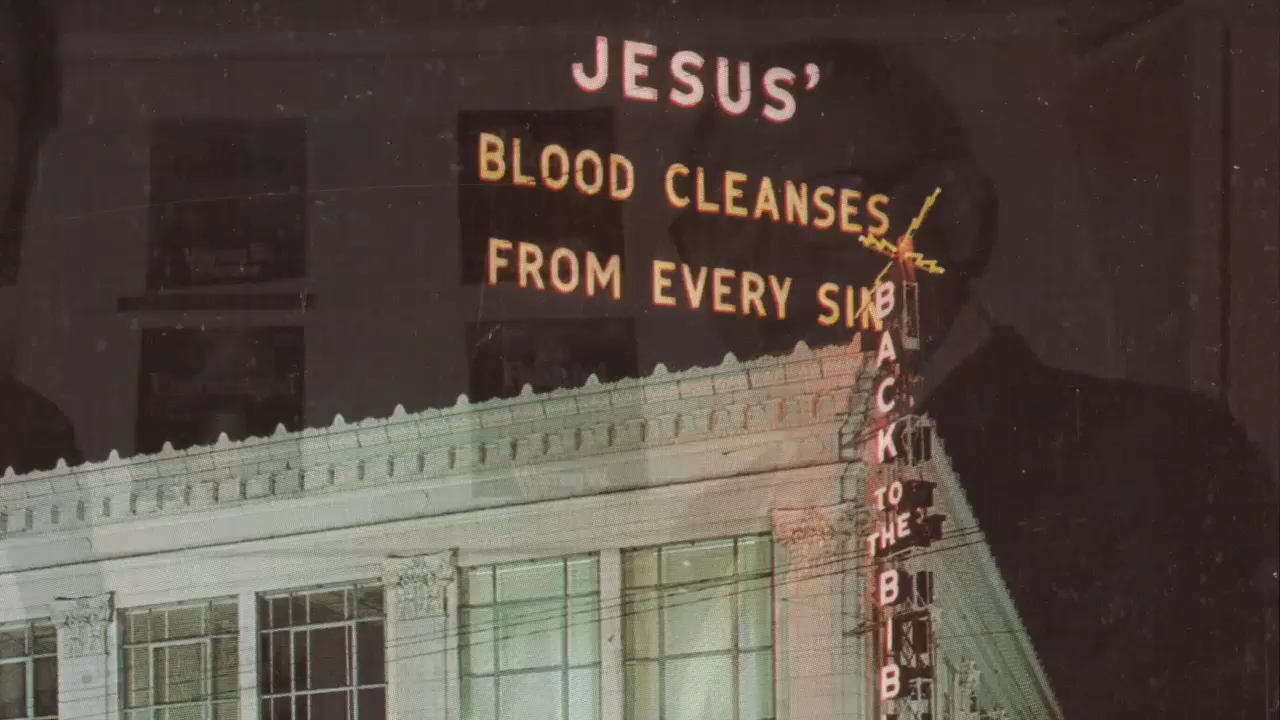 JESUS'
BLOOD CLEANSES
FROM EVERY SIN
BACK
TO
THE
BIB